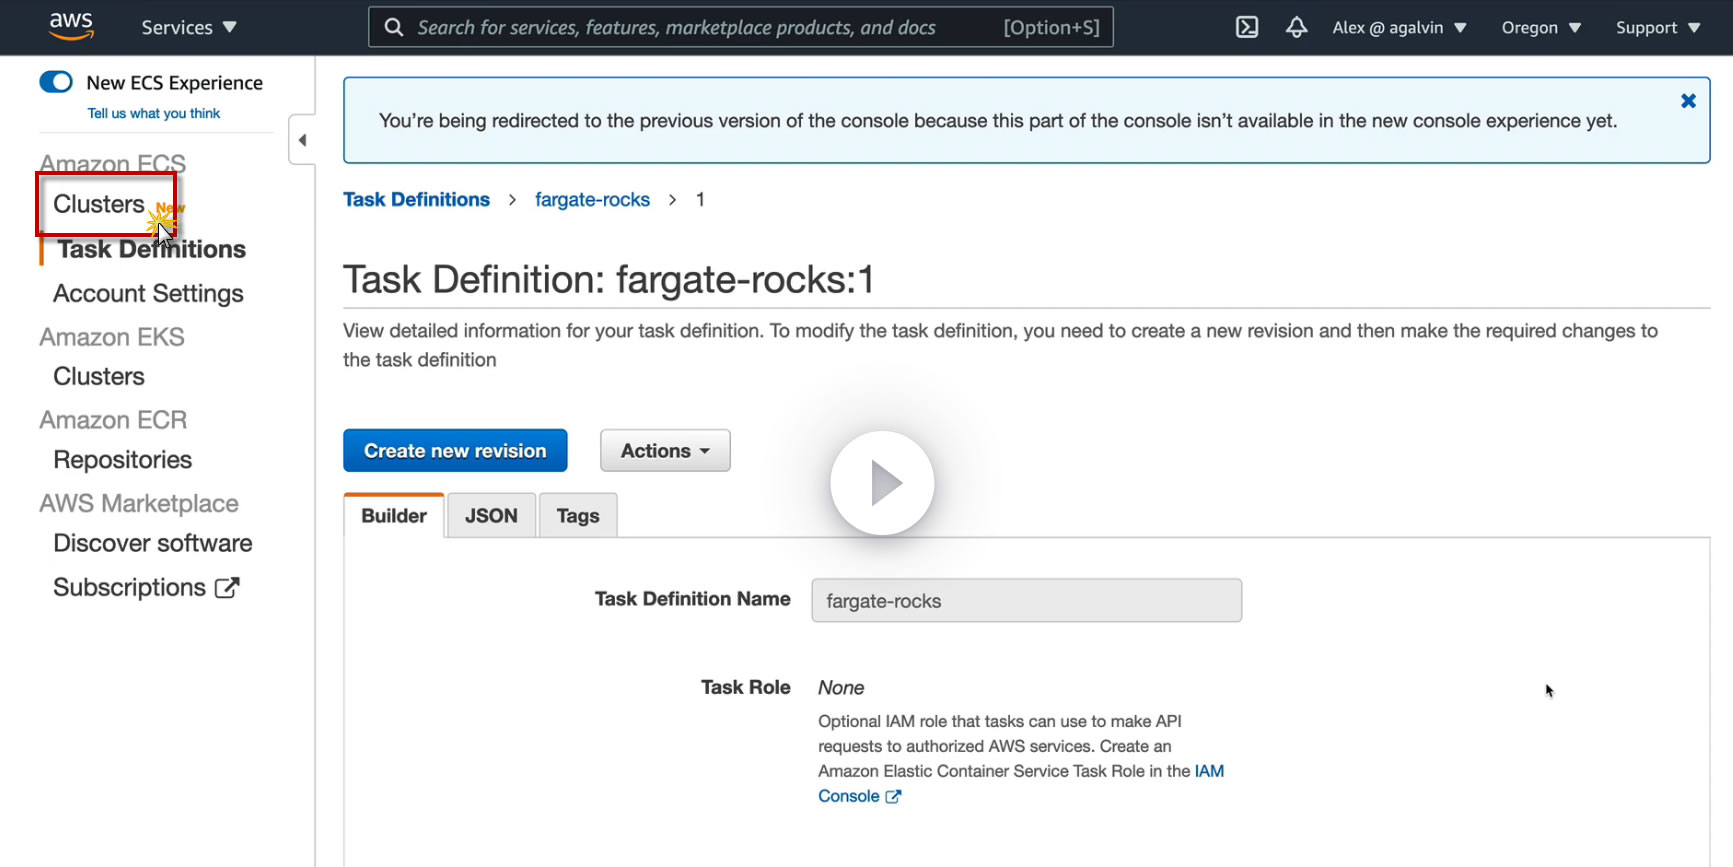 aws
Services ▼
Search for services, features, marketplace products, and docs [Option+S]
Alex @ agalvin ▼
Oregon ▼
Support ▼
New ECS Experience
Tell us what you think
Amazon ECS
Clusters New
Task Definitions
Account Settings
Amazon EKS
Clusters
Amazon ECR
Repositories
AWS Marketplace
Discover software
Subscriptions
You're being redirected to the previous version of the console because this part of the console isn't available in the new console experience yet.
Task Definitions > fargate-rocks > 1
Task Definition: fargate-rocks:1
View detailed information for your task definition. To modify the task definition, you need to create a new revision and then make the required changes to
the task definition
Create new revision
Actions
Builder
JSON
Tags
Task Definition Name fargate-rocks
Task Role None
Optional IAM role that tasks can use to make API
requests to authorized AWS services. Create an
Amazon Elastic Container Service Task Role in the IAM
Console